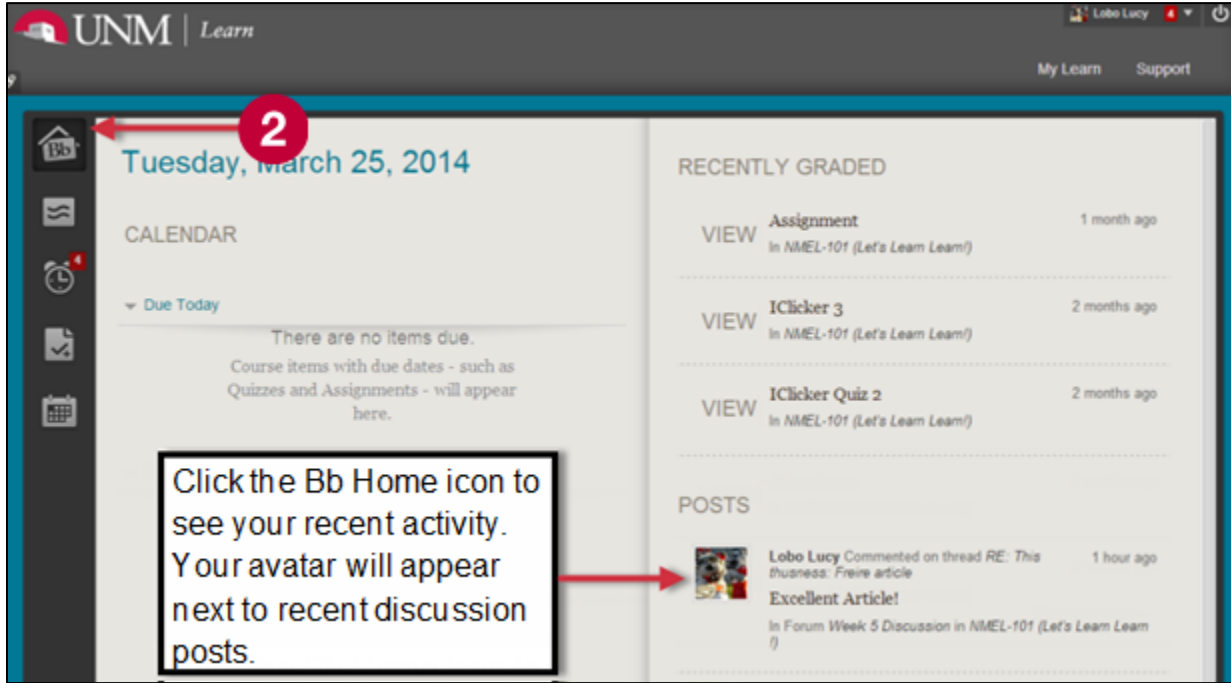 UNM | Learn
Lobo Lucy 4
My Learn Support
2
Bb
4
Tuesday, March 25, 2014
CALENDAR
Due Today
There are no items due.
Course items with due dates - such as
Quizzes and Assignments - will appear
here.
Click the Bb Home icon to
see your recent activity.
Your avatar will appear
next to recent discussion
posts.
RECENTLY GRADED
VIEW Assignment 1 month ago
In NMEL-101 (Let's Learn Learn!)
VIEW IClicker 3 2 months ago
In NMEL-101 (Let's Learn Learn!)
VIEW IClicker Quiz 2 2 months ago
In NMEL-101 (Let's Learn Learn!)
POSTS
Lobo Lucy Commented on thread RE: This 1 hour ago
thusness: Freire article
Excellent Article!
In Forum Week 5 Discussion in NMEL-101 (Let's Learn Learn
!)